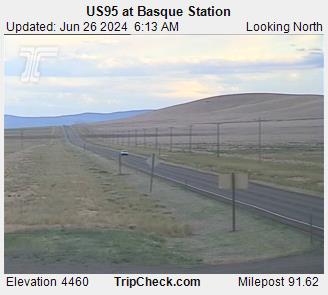 US95 at Basque Station
Updated: Jun 26 2024 6:13 AM Looking North
Elevation 4460 TripCheck.com Milepost 91.62